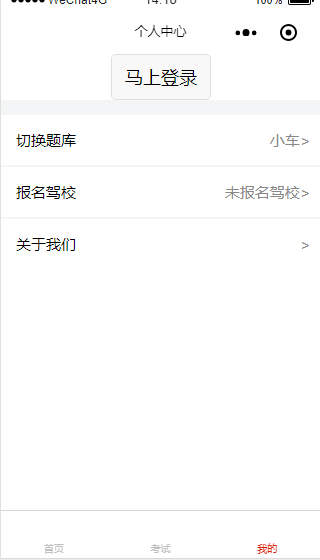 WeChat4G 14:18 100%
个人中心
马上登录
切换题库 小车>
报名驾校 未报名驾校>
关于我们 >
首页 考试 我的